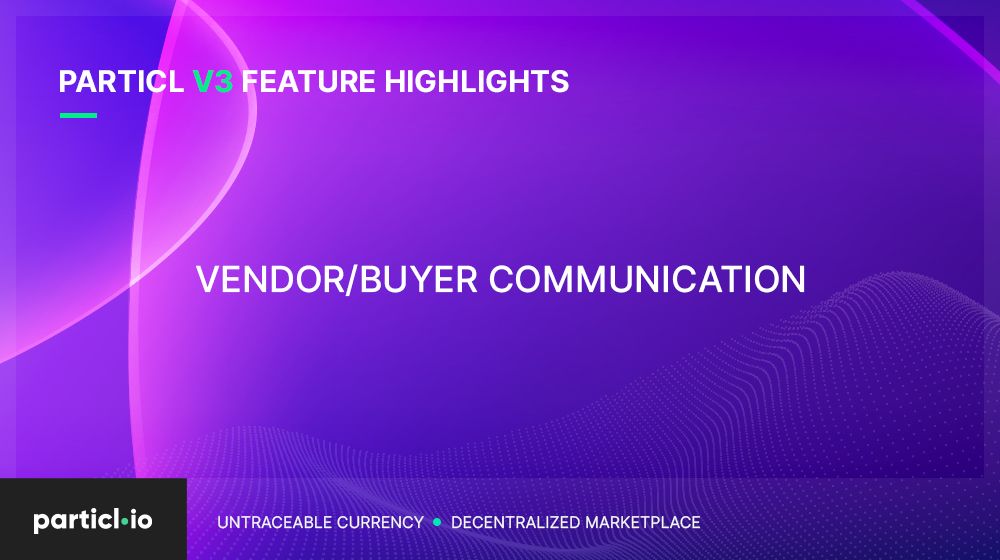 PARTICL V3 FEATURE HIGHLIGHTS
VENDOR/BUYER COMMUNICATION
particl.io
UNTRACEABLE CURRENCY • DECENTRALIZED MARKETPLACE